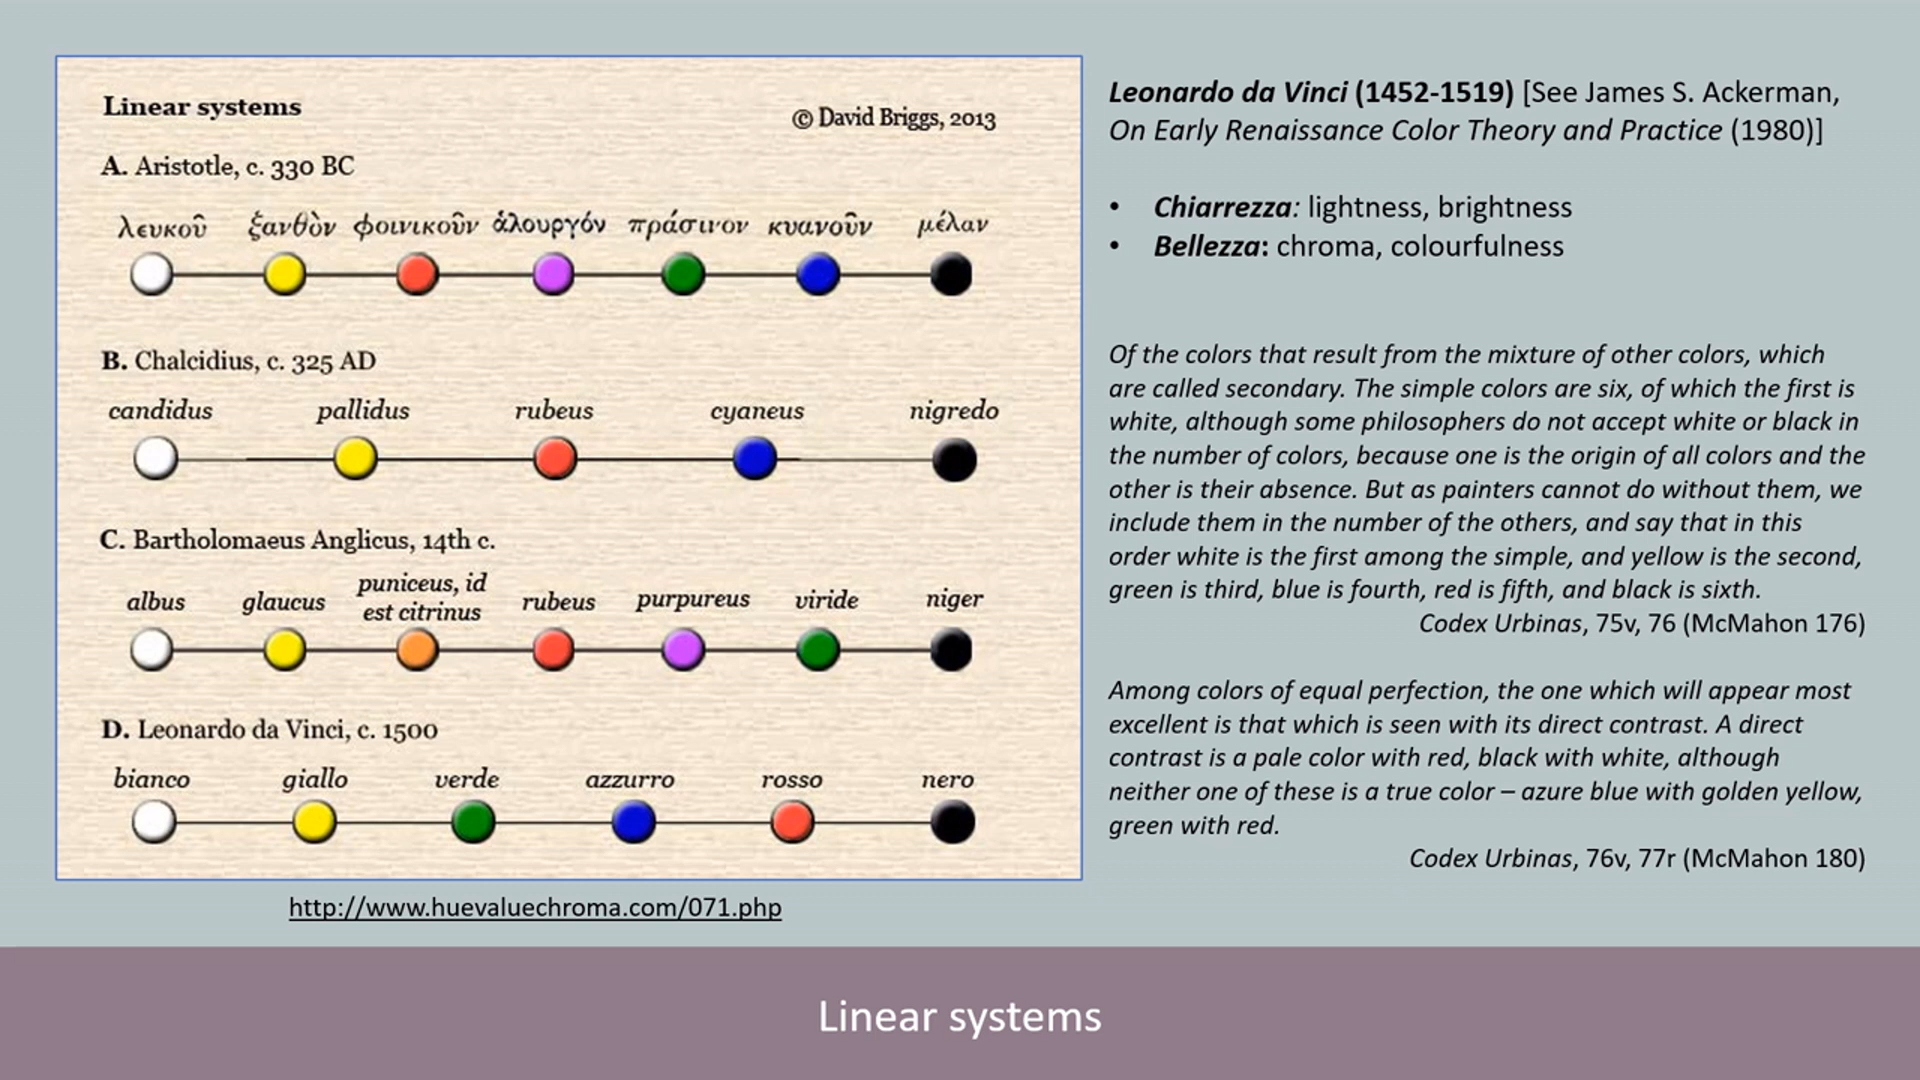 Linear systems
© David Briggs, 2013
A. Aristotle, c. 330 BC
λευκοῦ ξανθὸν φοινικοῦν ἁλουργόν πράσινον κυανοῦν μέλαν
B. Chalcidius, c. 325 AD
candidus pallidus rubeus cyaneus nigredo
C. Bartholomaeus Anglicus, 14th c.
albus glaucus puniceus, id est citrinus rubeus purpureus viride niger
D. Leonardo da Vinci, c. 1500
bianco giallo verde azzurro rosso nero
http://www.huevaluechroma.com/071.php
Leonardo da Vinci (1452-1519) [See James S. Ackerman,
On Early Renaissance Color Theory and Practice (1980)]
• Chiarrezza: lightness, brightness
• Bellezza: chroma, colourfulness
Of the colors that result from the mixture of other colors, which
are called secondary. The simple colors are six, of which the first is
white, although some philosophers do not accept white or black in
the number of colors, because one is the origin of all colors and the
other is their absence. But as painters cannot do without them, we
include them in the number of the others, and say that in this
order white is the first among the simple, and yellow is the second,
green is third, blue is fourth, red is fifth, and black is sixth.
Codex Urbinas, 75v, 76 (McMahon 176)
Among colors of equal perfection, the one which will appear most
excellent is that which is seen with its direct contrast. A direct
contrast is a pale color with red, black with white, although
neither one of these is a true color – azure blue with golden yellow,
green with red.
Codex Urbinas, 76v, 77r (McMahon 180)
Linear systems